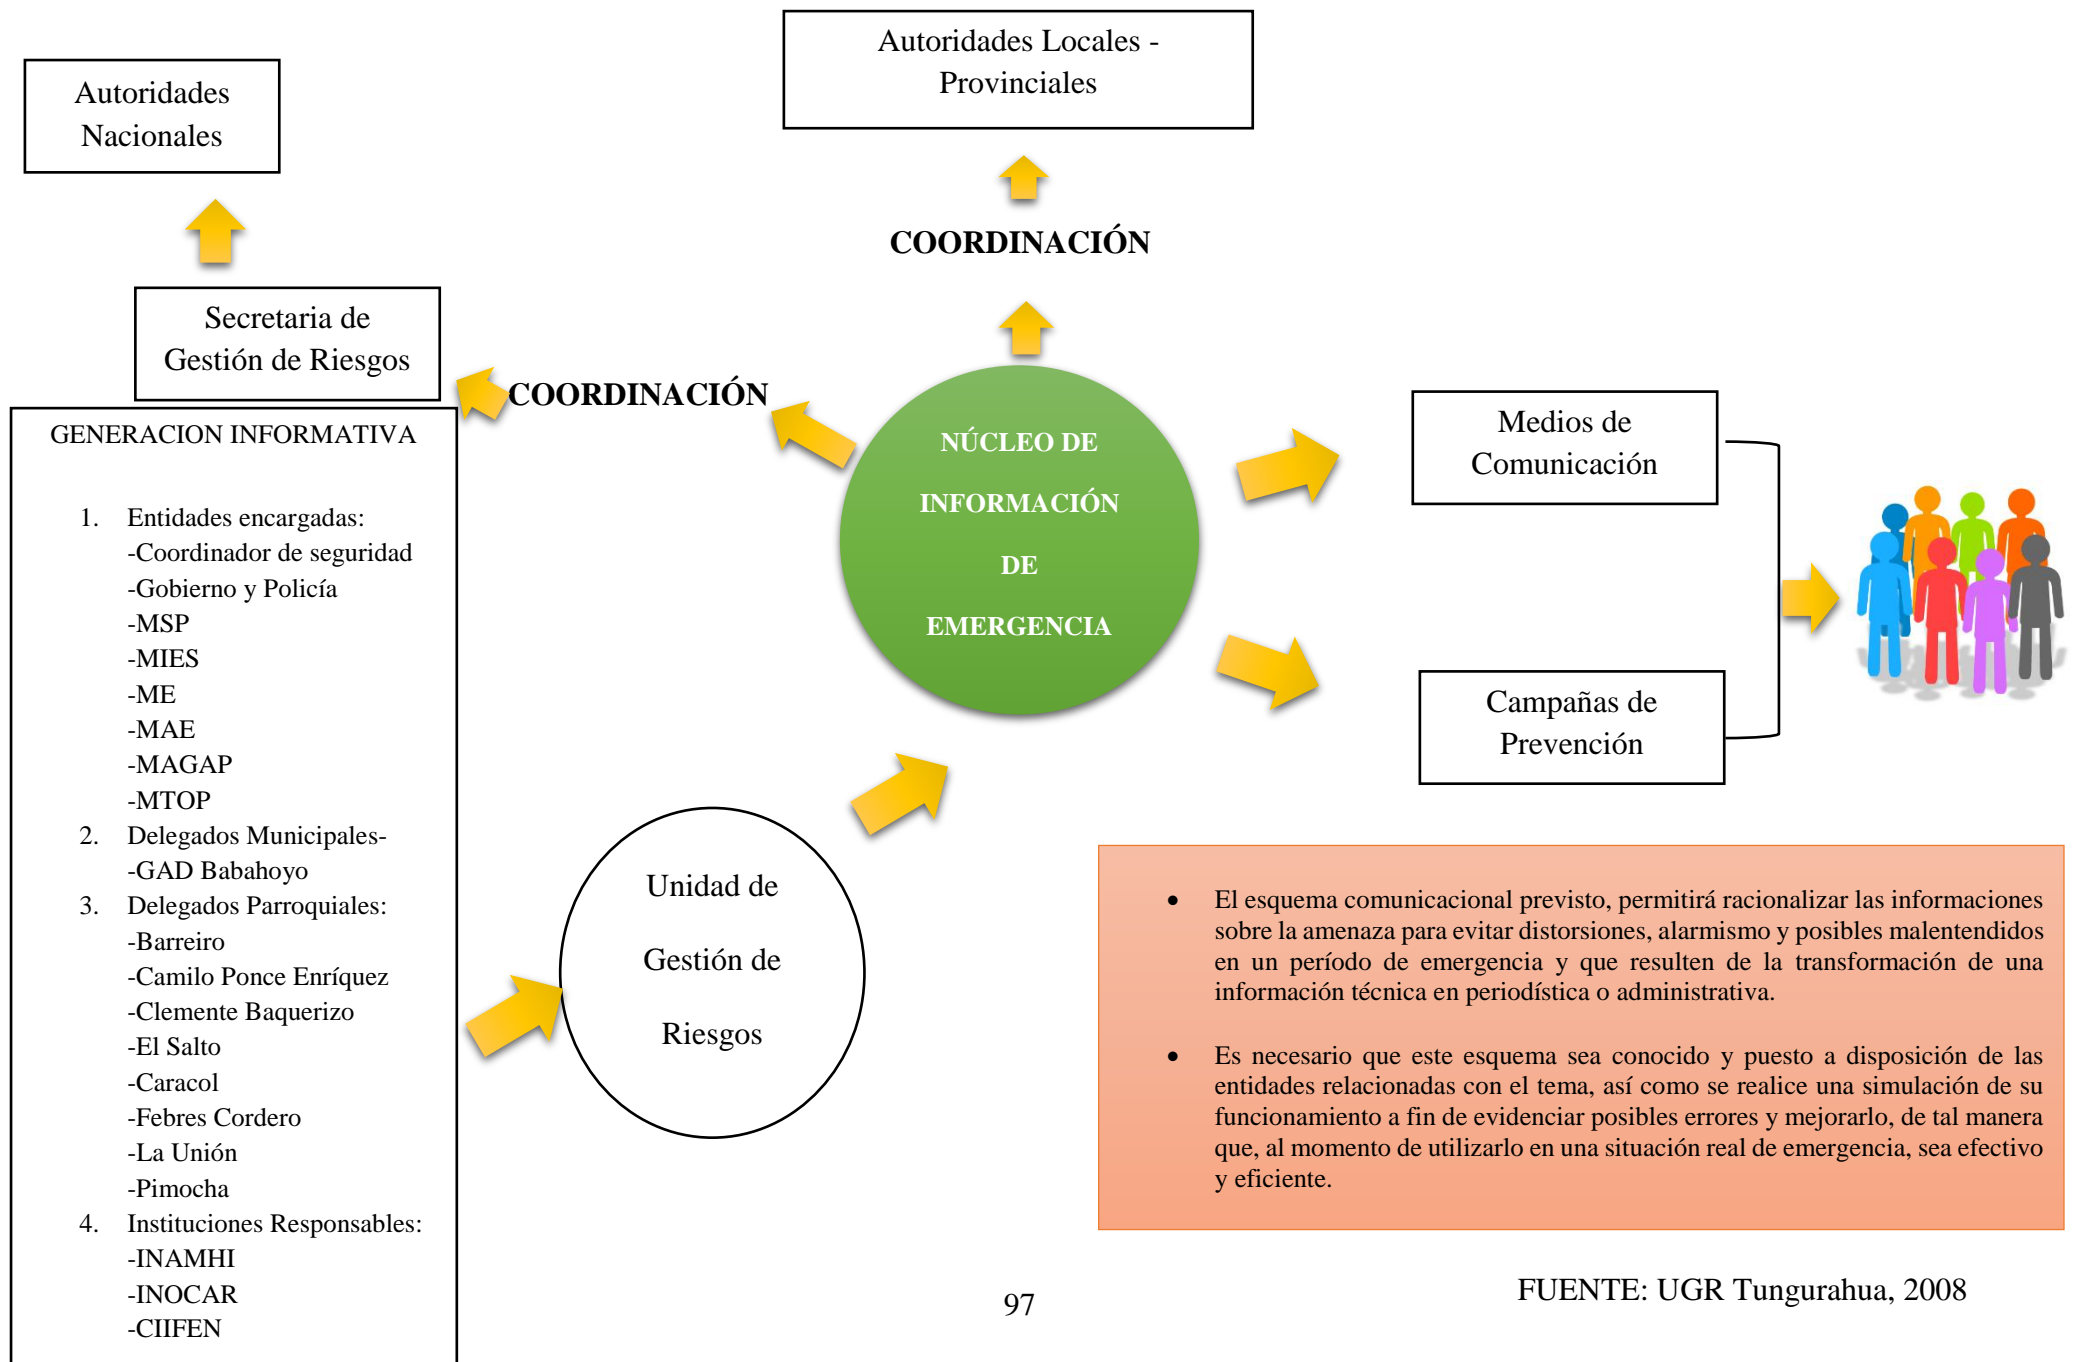 Autoridades Locales -
Provinciales
Autoridades
Nacionales
COORDINACIÓN
Secretaria de
Gestión de Riesgos
COORDINACIÓN
GENERACION INFORMATIVA
1. Entidades encargadas:
-Coordinador de seguridad
-Gobierno y Policía
-MSP
-MIES
-ME
-MAE
-MAGAP
-MTOP
2. Delegados Municipales-
-GAD Babahoyo
3. Delegados Parroquiales:
-Barreiro
-Camilo Ponce Enríquez
-Clemente Baquerizo
-El Salto
-Caracol
-Febres Cordero
-La Unión
-Pimocha
4. Instituciones Responsables:
-INAMHI
-INOCAR
-CIIFEN
NÚCLEO DE
INFORMACIÓN
DE
EMERGENCIA
Medios de
Comunicación
Campañas de
Prevención
Unidad de
Gestión de
Riesgos
• El esquema comunicacional previsto, permitirá racionalizar las informaciones
sobre la amenaza para evitar distorsiones, alarmismo y posibles malentendidos
en un período de emergencia y que resulten de la transformación de una
información técnica en periodística o administrativa.
• Es necesario que este esquema sea conocido y puesto a disposición de las
entidades relacionadas con el tema, así como se realice una simulación de su
funcionamiento a fin de evidenciar posibles errores y mejorarlo, de tal manera
que, al momento de utilizarlo en una situación real de emergencia, sea efectivo
y eficiente.
FUENTE: UGR Tungurahua, 2008
97